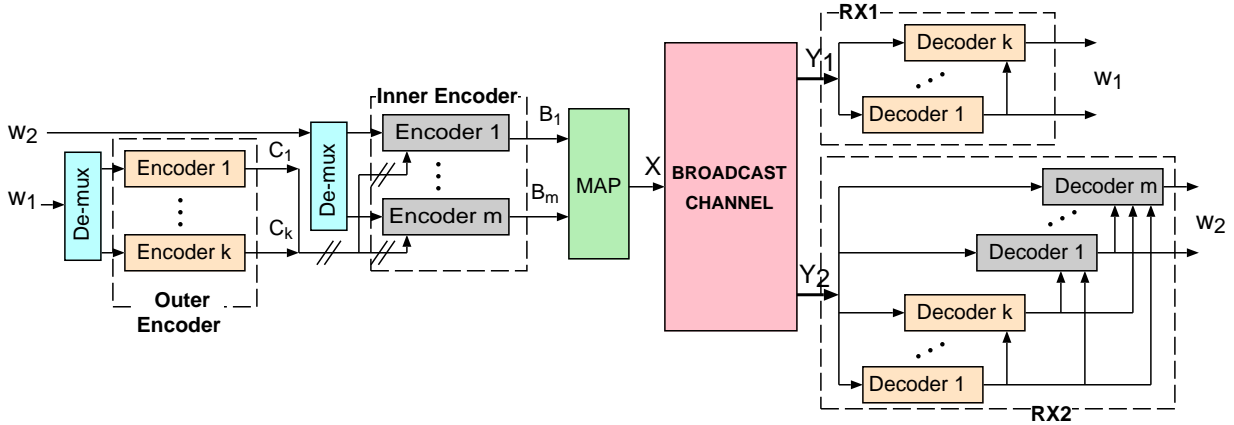 w2
w1
De-mux
Encoder 1
Encoder k
Outer
Encoder
C1
Ck
De-mux
Inner Encoder
Encoder 1
Encoder m
B1
Bm
MAP
X
BROADCAST
CHANNEL
Y1
Y2
RX1
Decoder k
Decoder 1
w1
Decoder m
Decoder 1
w2
Decoder k
Decoder 1
RX2